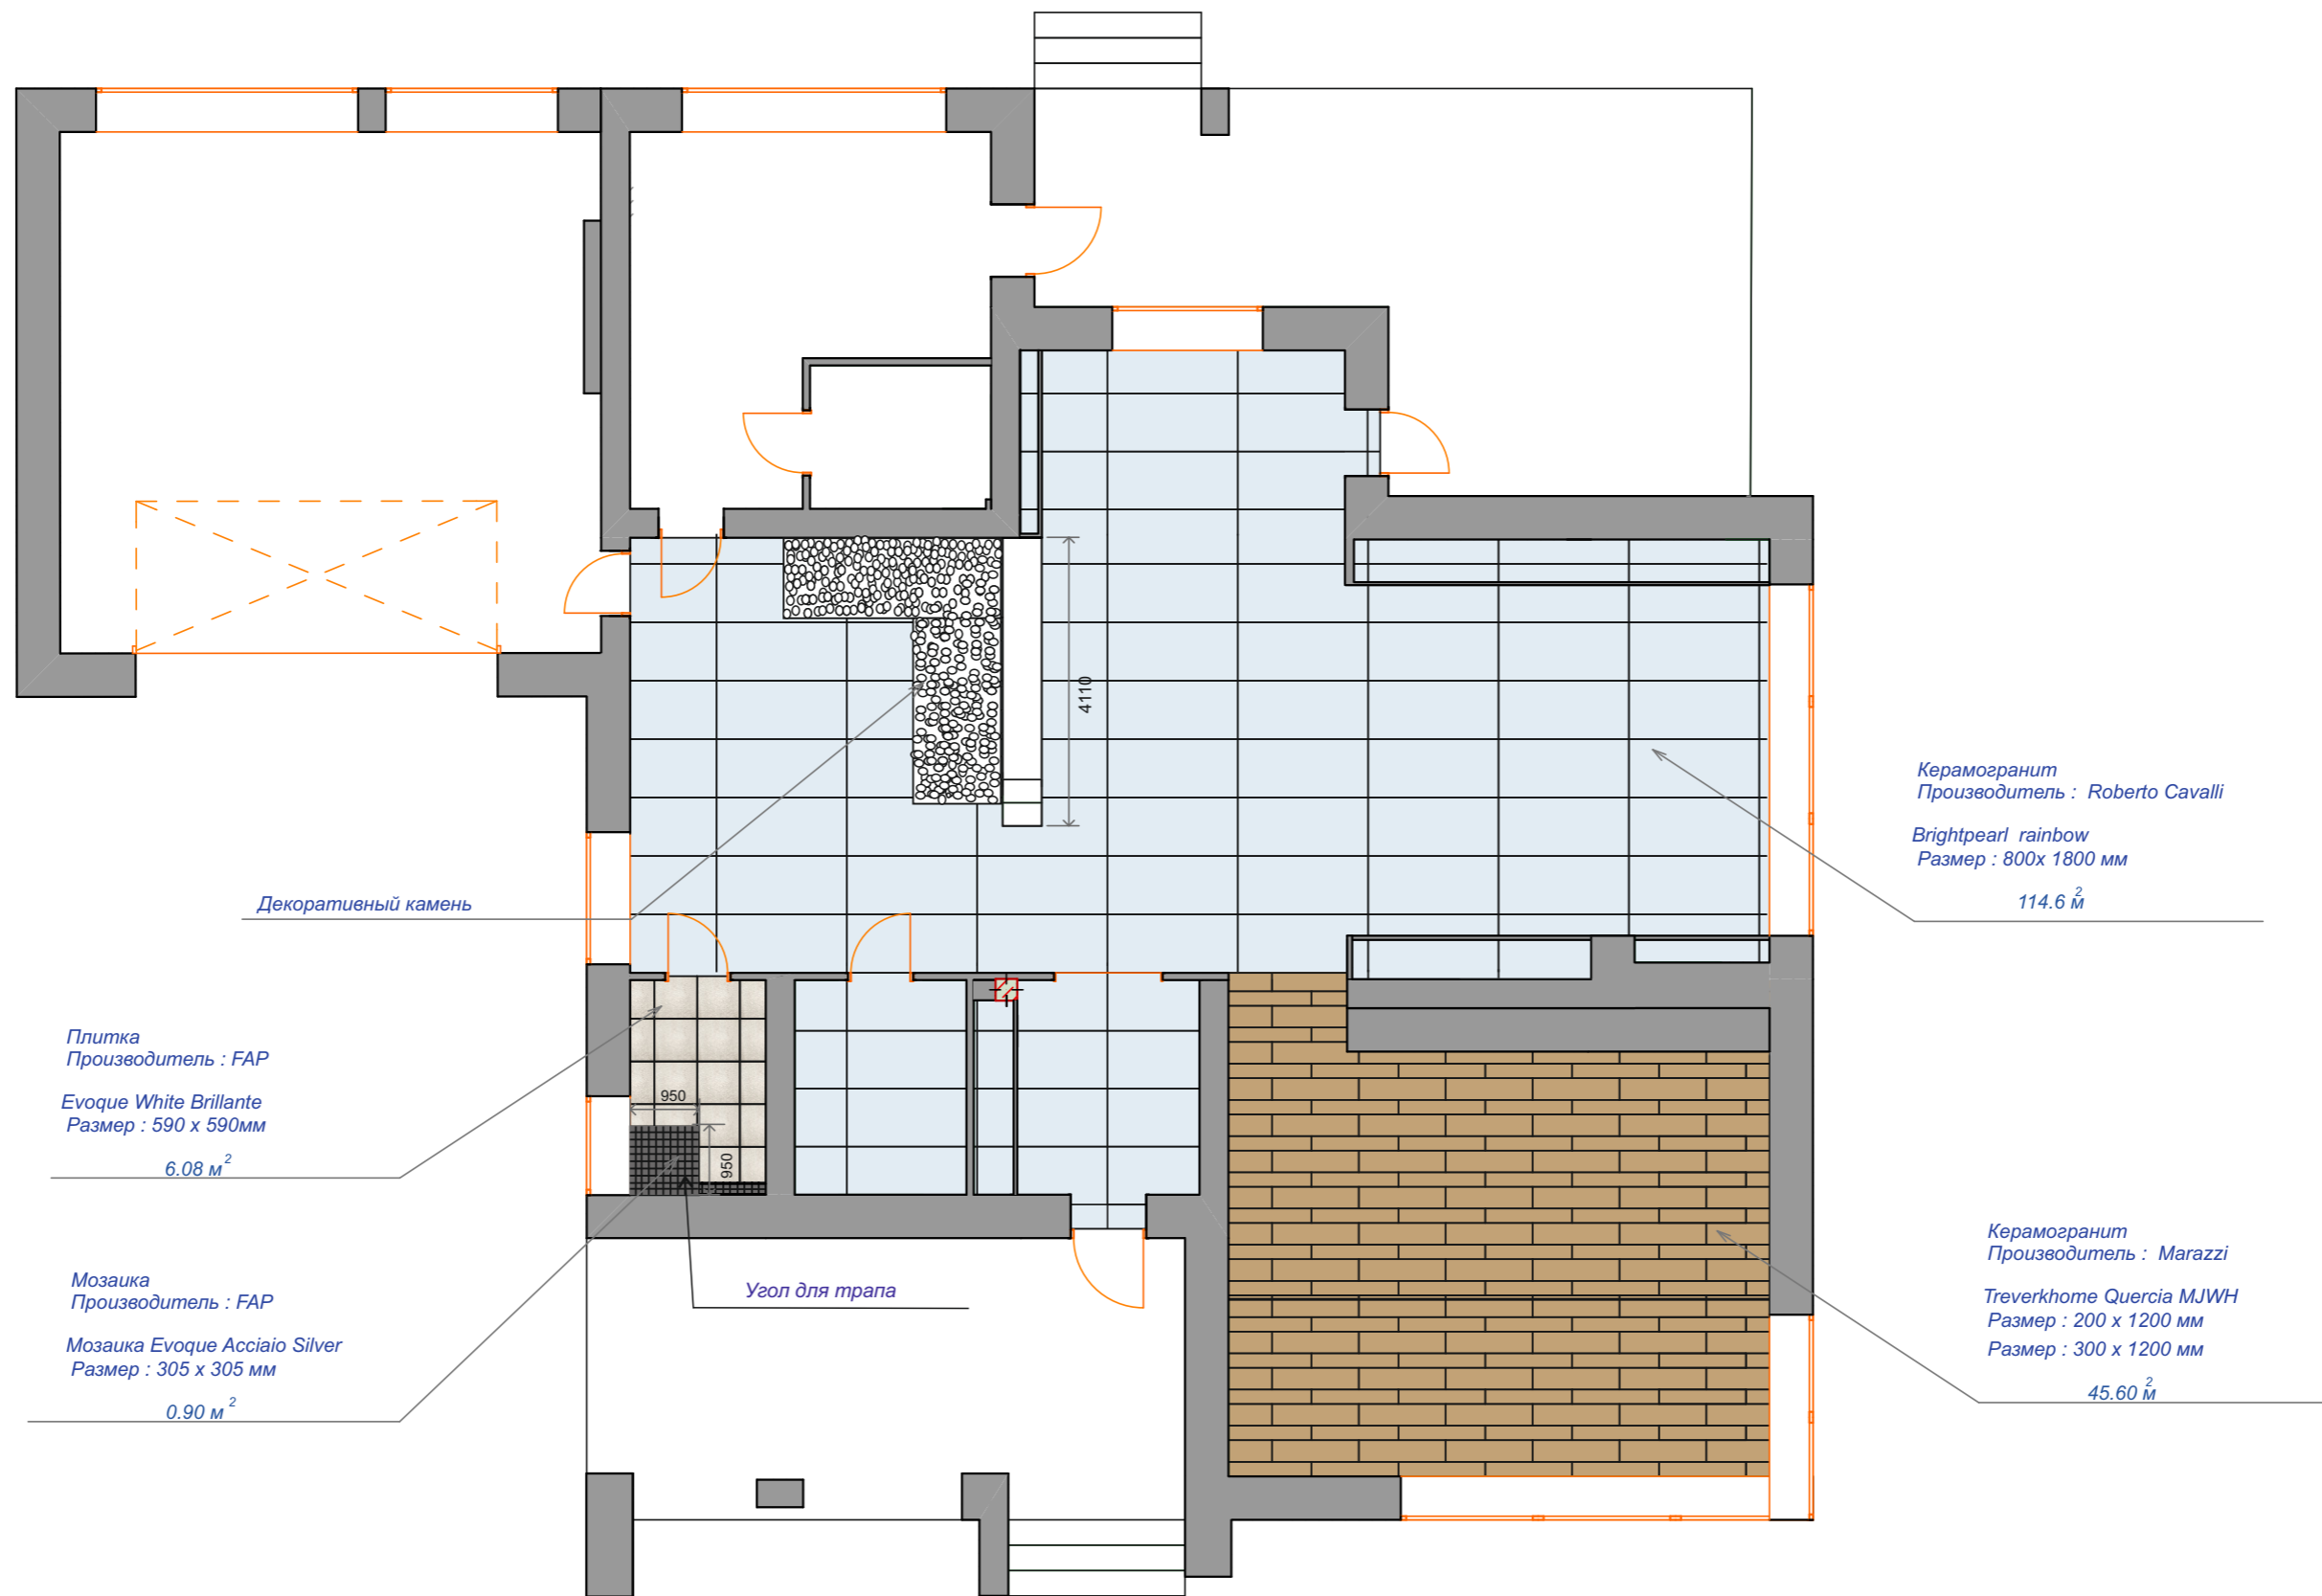 4110
Керамогранит
Производитель : Roberto Cavalli
Brightpearl rainbow
Размер : 800x 1800 мм
114.6 м²
Декоративный камень
Плитка
Производитель : FAP
Evoque White Brillante
Размер : 590 x 590мм
6.08 м²
950
950
Мозаика
Производитель : FAP
Мозаика Evoque Acciaio Silver
Размер : 305 x 305 мм
0.90 м²
Угол для трапа
Керамогранит
Производитель : Marazzi
Treverkhome Quercia MJWH
Размер : 200 x 1200 мм
Размер : 300 x 1200 мм
45.60 м²